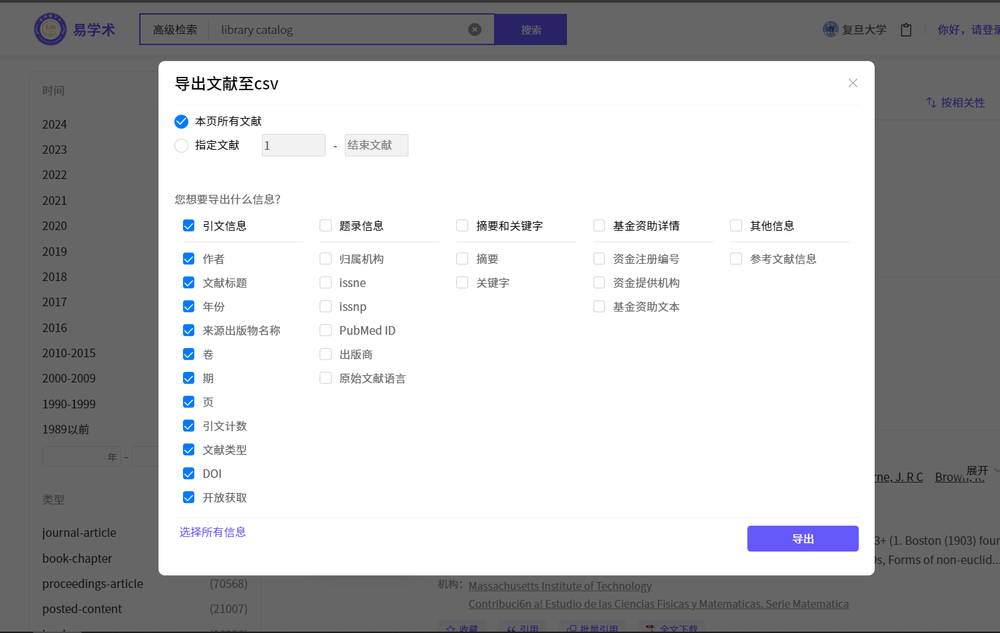 易学术
高级检索 library catalog 搜索
复旦大学
你好，请登录
导出文献至csv
本页所有文献
指定文献 1 - 结束文献
您想要导出什么信息?
引文信息 题录信息 摘要和关键字 基金资助详情 其他信息
作者 归属机构 摘要 资金注册编号 参考文献信息
文献标题 issne 关键字 资金提供机构
年份 issnp 基金资助文本
来源出版物名称 PubMed ID
卷 出版商
期 原始文献语言
页
引文计数
文献类型
DOI
开放获取
选择所有信息 导出
时间
2024
2023
2022
2021
2020
2019
2018
2017
2016
2010-2015
2000-2009
1990-1999
1989以前
年 -
类型
journal-article
book-chapter
proceedings-article (70568)
posted-content (21007)
按相关性
rne, J. R C Brown, R. 展开
3+ (1. Boston (1903) four
Os, Forms of non-euclid...
机构： Massachusetts Institute of Technology
Contribuci6n a! Estudio de las Ciencias Fisicas y Matematicas. Serie Matematica
收藏 引用 批量引用 全文下载